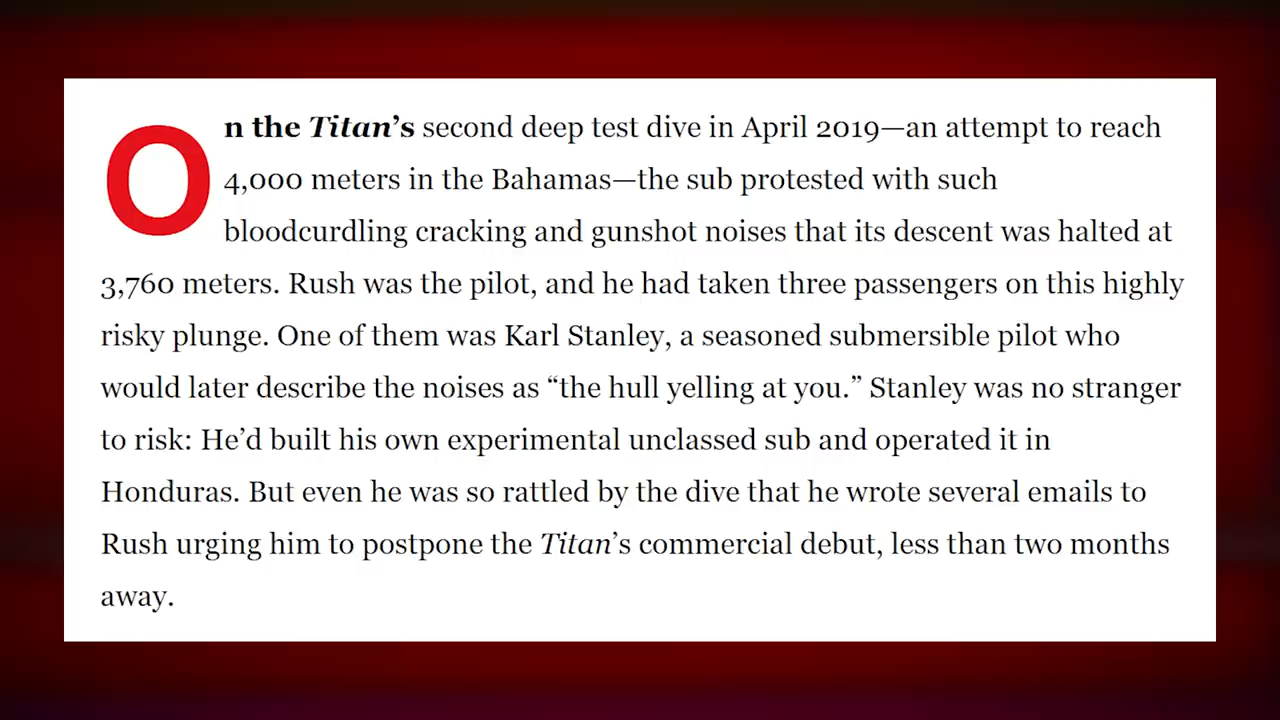 On the Titan’s second deep test dive in April 2019—an attempt to reach
4,000 meters in the Bahamas—the sub protested with such
bloodcurdling cracking and gunshot noises that its descent was halted at
3,760 meters. Rush was the pilot, and he had taken three passengers on this highly
risky plunge. One of them was Karl Stanley, a seasoned submersible pilot who
would later describe the noises as “the hull yelling at you.” Stanley was no stranger
to risk: He’d built his own experimental unclassed sub and operated it in
Honduras. But even he was so rattled by the dive that he wrote several emails to
Rush urging him to postpone the Titan’s commercial debut, less than two months
away.